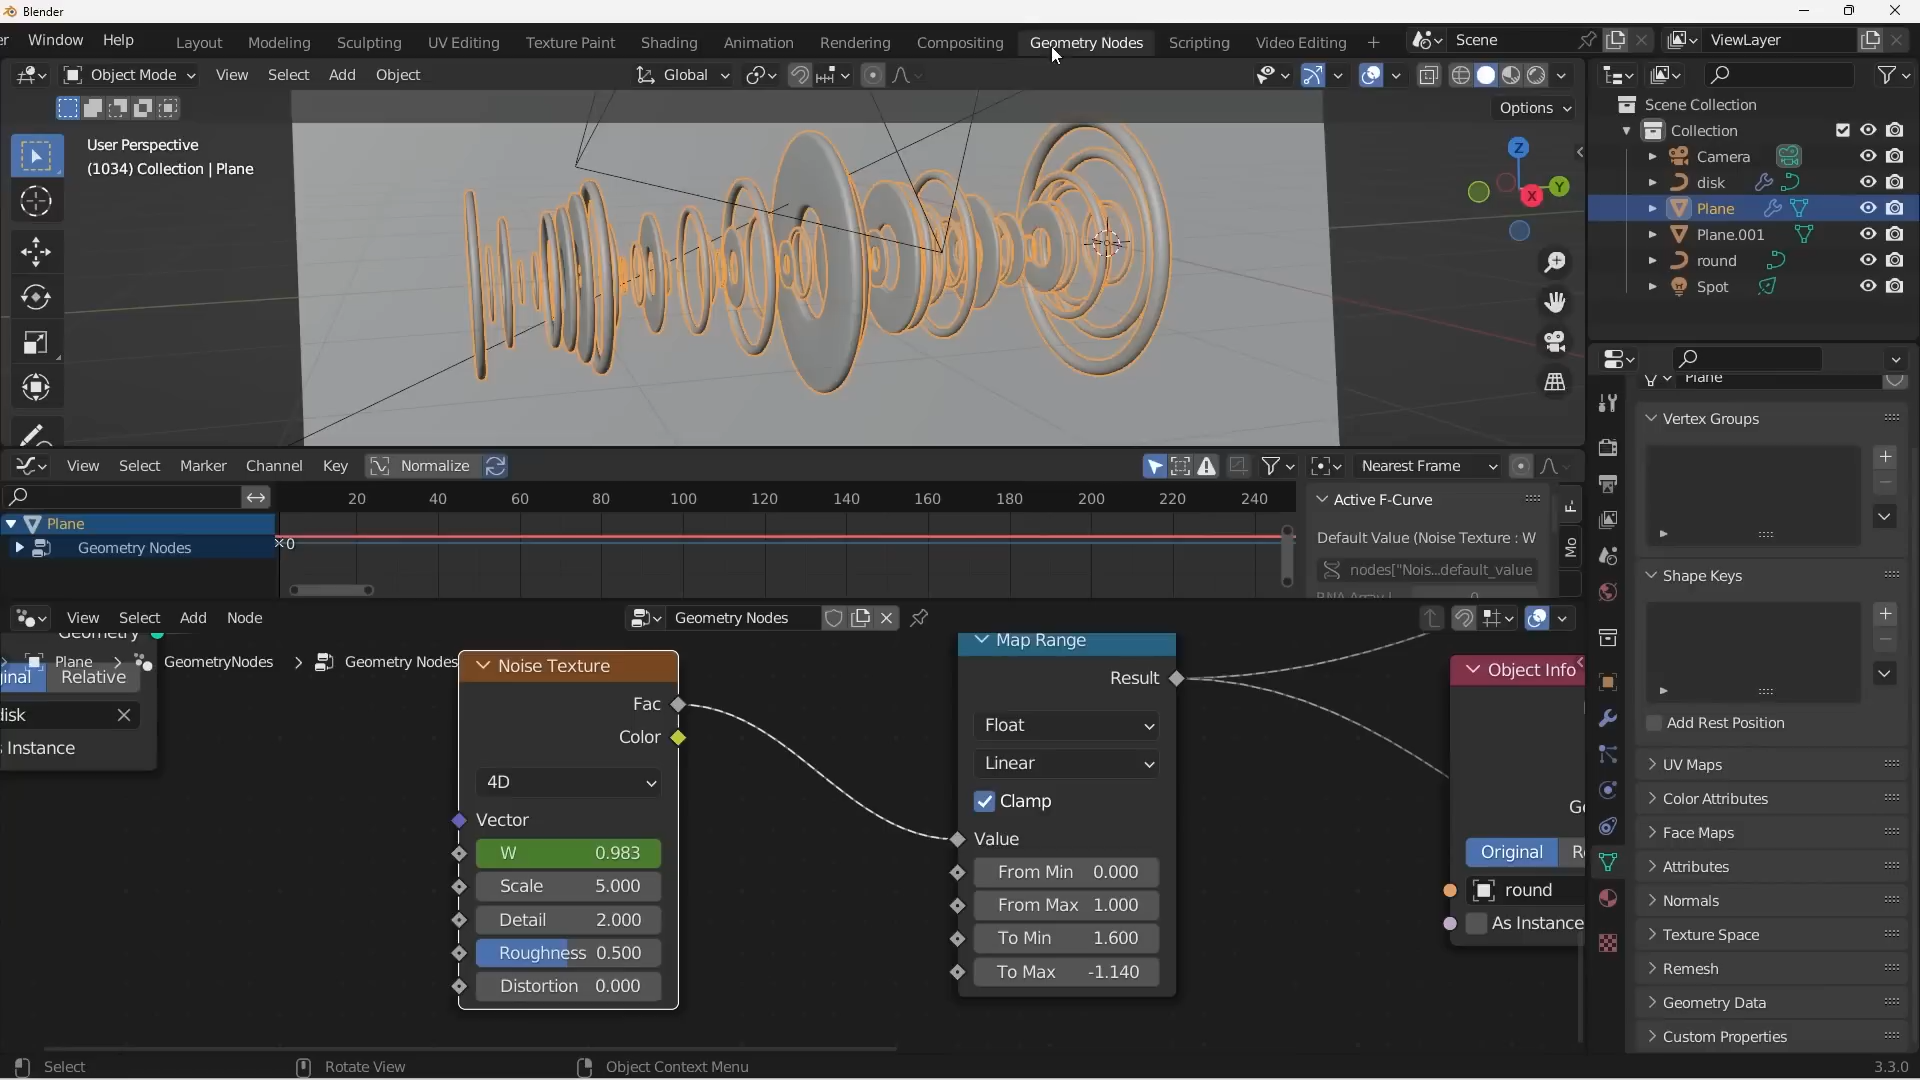 Blender
er Window Help Layout Modeling Sculpting UV Editing Texture Paint Shading Animation Rendering Compositing Geometry Nodes Scripting Video Editing + Scene ViewLayer
Object Mode View Select Add Object Global
Options
User Perspective
(1034) Collection | Plane
Z
Y
X
Scene Collection
Collection
Camera
disk
Plane
Plane.001
round
Spot
Plane
Vertex Groups
Shape Keys
Add Rest Position
UV Maps
Color Attributes
Face Maps
Attributes
Normals
Texture Space
Remesh
Geometry Data
Custom Properties
View Select Marker Channel Key Normalize Nearest Frame
20 40 60 80 100 120 140 160 180 200 220 240
Plane
Geometry Nodes
0
Active F-Curve
Default Value (Noise Texture : W
nodes["Nois...default_value
F-
Mo
View Select Add Node Geometry Nodes
Geometry
Plane > GeometryNodes > Geometry Nodes
inal Relative
disk
s Instance
Noise Texture
Fac
Color
4D
Vector
W 0.983
Scale 5.000
Detail 2.000
Roughness 0.500
Distortion 0.000
Map Range
Result
Float
Linear
Clamp
Value
From Min 0.000
From Max 1.000
To Min 1.600
To Max -1.140
Object Info
Ge
Original Re
round
As Instance
Select Rotate View Object Context Menu 3.3.0